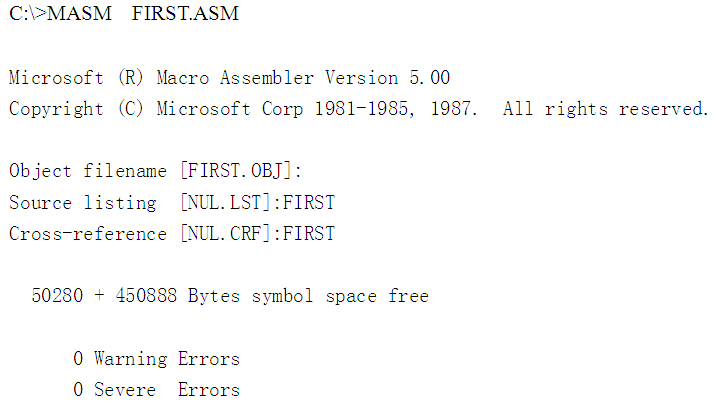 C:\>MASM FIRST.ASM
Microsoft (R) Macro Assembler Version 5.00
Copyright (C) Microsoft Corp 1981-1985, 1987. All rights reserved.
Object filename [FIRST.OBJ]:
Source listing [NUL.LST]:FIRST
Cross-reference [NUL.CRF]:FIRST
50280 + 450888 Bytes symbol space free
0 Warning Errors
0 Severe Errors